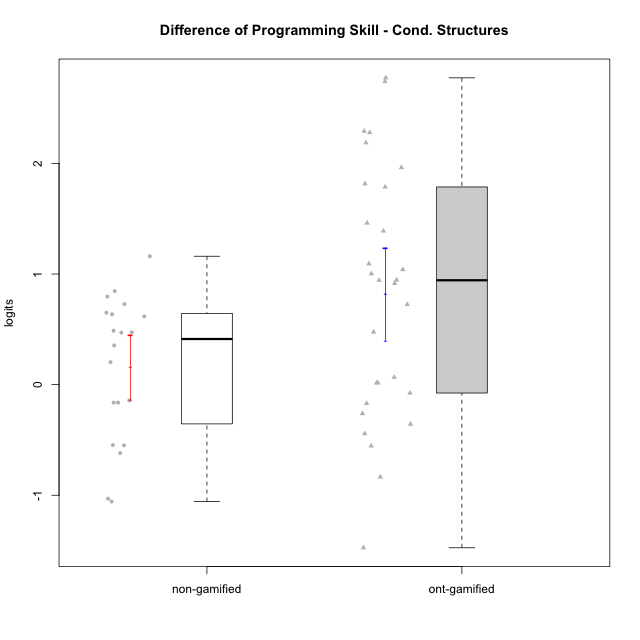 Difference of Programming Skill - Cond. Structures
logits
2
1
0
-1
non-gamified
ont-gamified